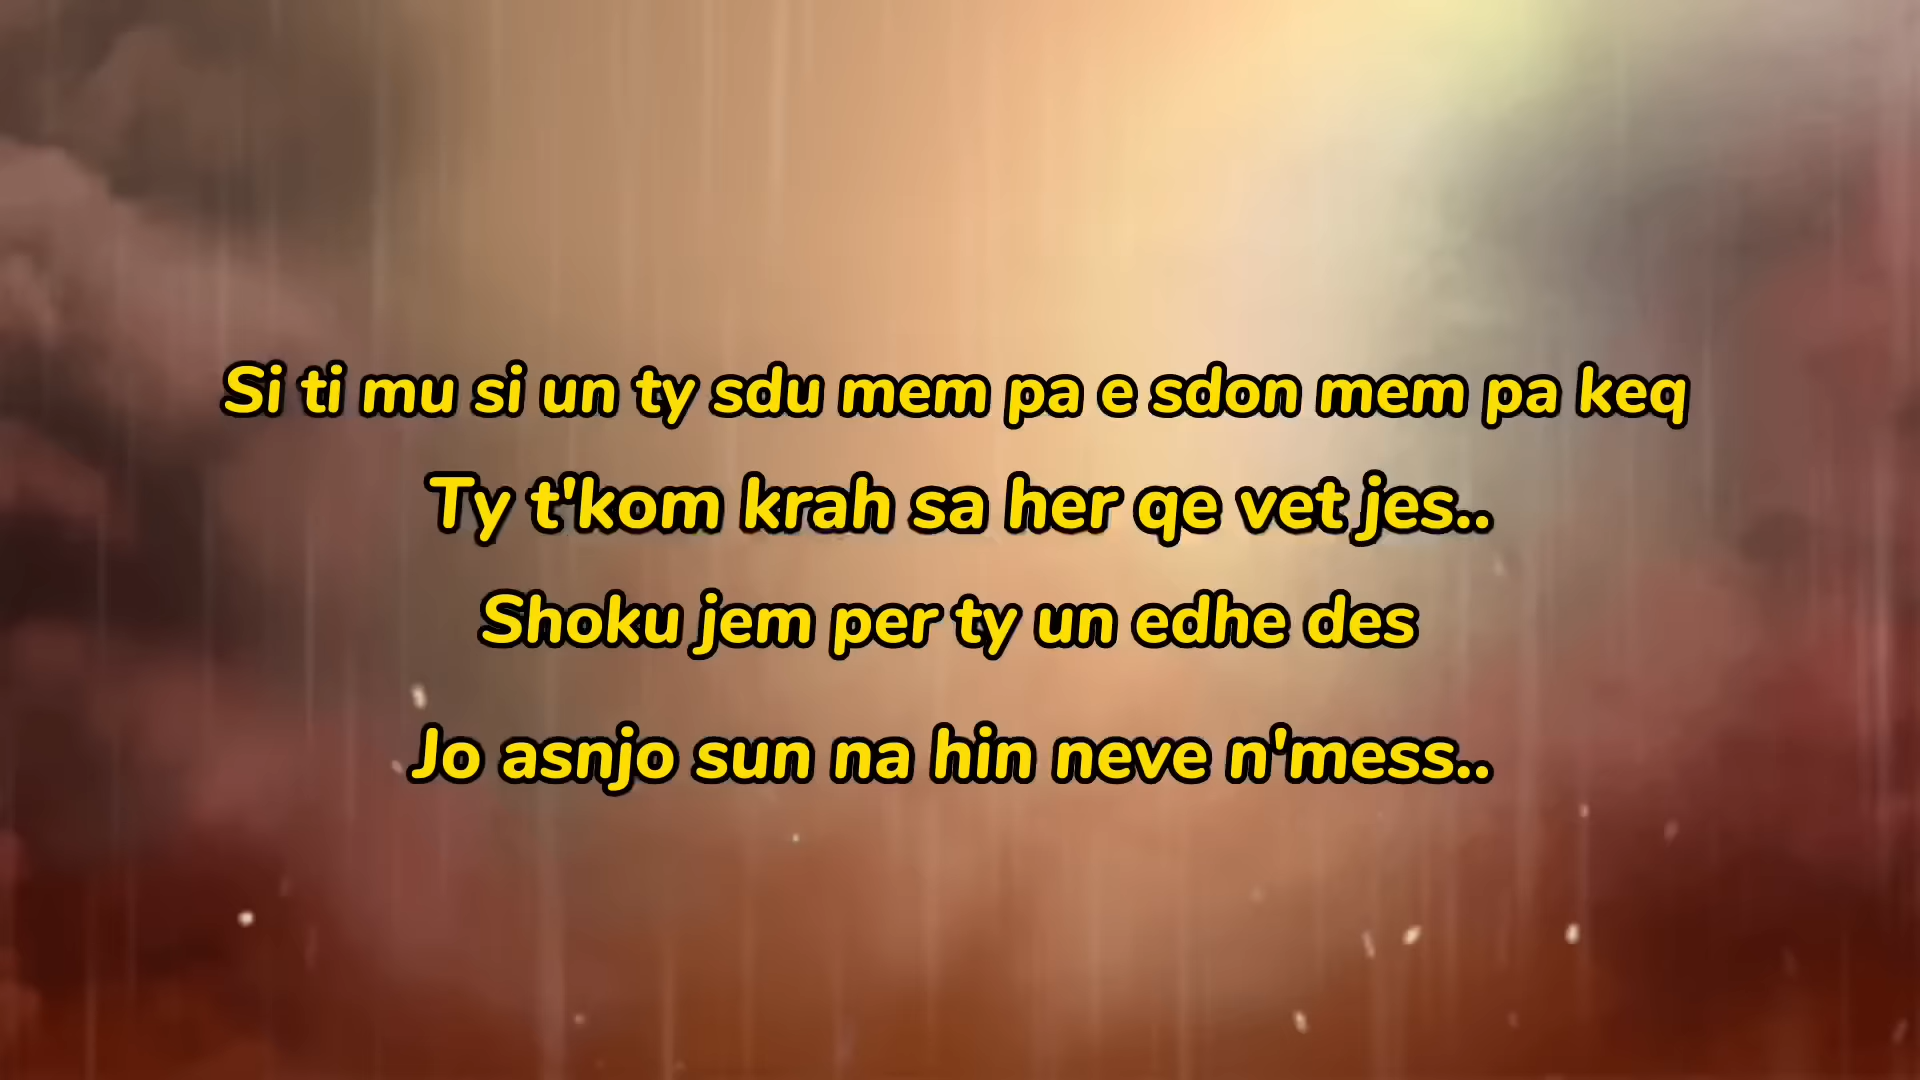 Si ti mu si un ty sdu mem pa e sdon mem pa keq
Ty t'kom krah sa her qe vet jes..
Shoku jem per ty un edhe des
Jo asnjo sun na hin neve n'mess..